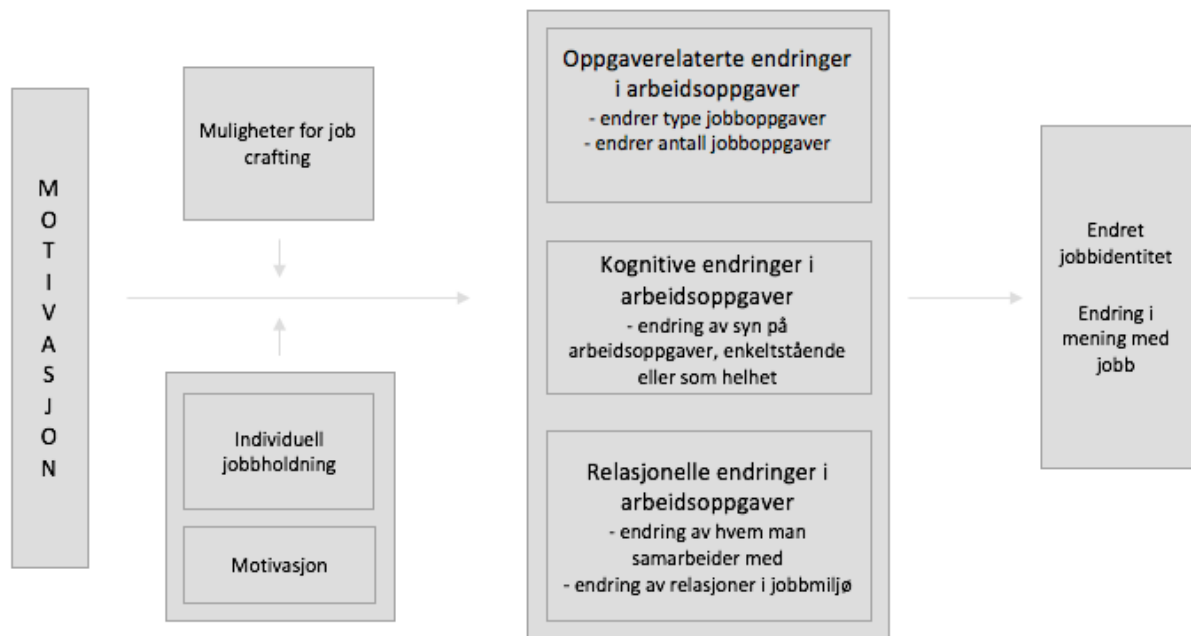 MOTIVASJON
Muligheter for job
crafting
Individuell
jobbholdning
Motivasjon
Oppgaverelaterte endringer
i arbeidsoppgaver
- endrer type jobboppgaver
- endrer antall jobboppgaver
Kognitive endringer i
arbeidsoppgaver
- endring av syn på
arbeidsoppgaver, enkeltstående
eller som helhet
Relasjonelle endringer i
arbeidsoppgaver
- endring av hvem man
samarbeider med
- endring av relasjoner i jobbmiljø
Endret
jobbidentitet
Endring i
mening med
jobb